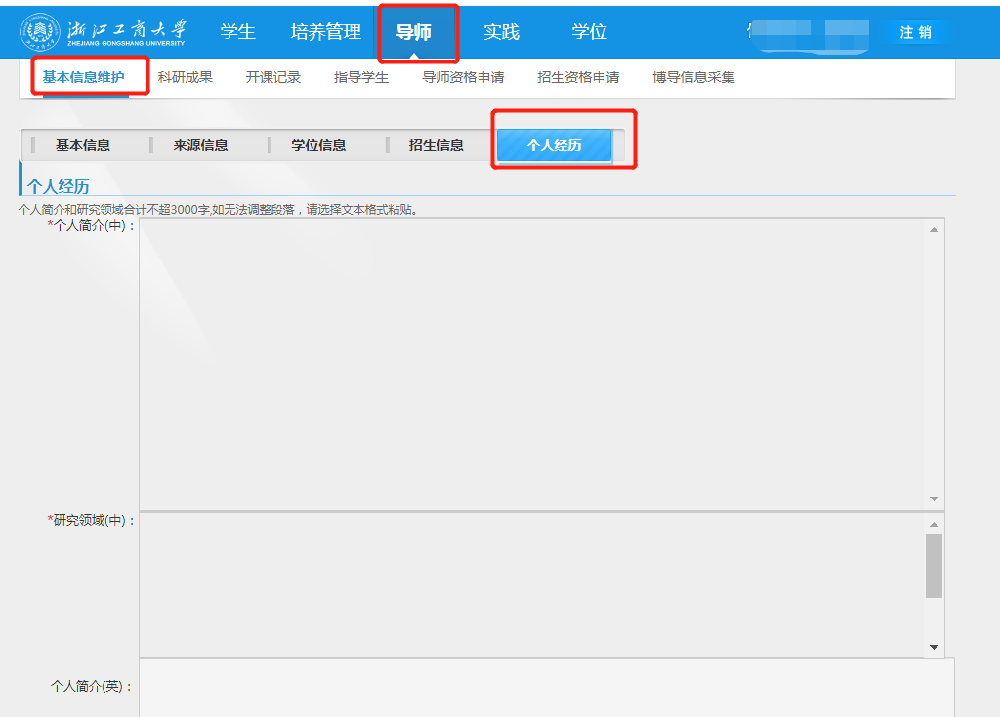 浙江工商大学
ZHEJIANG GONGSHANG UNIVERSITY
学生 培养管理 导师 实践 学位 注 销
基本信息维护 科研成果 开课记录 指导学生 导师资格申请 招生资格申请 博导信息采集
基本信息 来源信息 学位信息 招生信息 个人经历
个人经历
个人简介和研究领域合计不超3000字,如无法调整段落，请选择文本格式粘贴。
*个人简介(中)：
*研究领域(中)：
个人简介(英)：